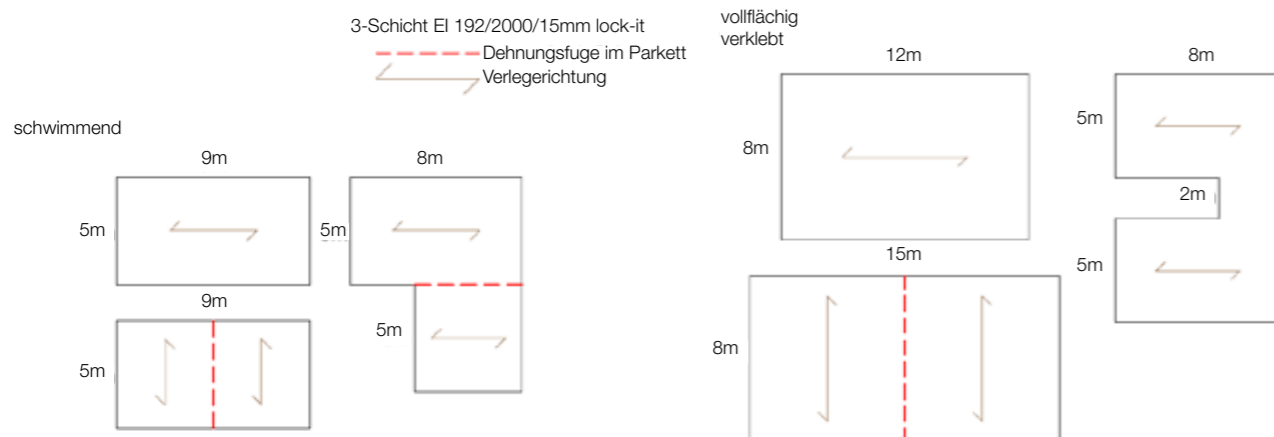 3-Schicht EI 192/2000/15mm lock-it
Dehnungsfuge im Parkett
Verlegerichtung
schwimmend
9m
8m
5m
5m
9m
5m
5m
vollflächig
verklebt
12m
8m
8m
5m
2m
5m
15m
8m